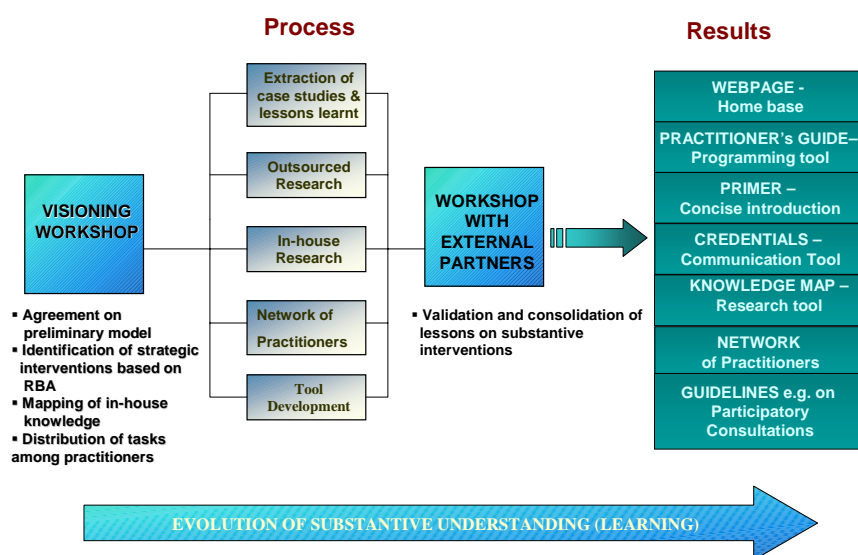 Process
Results
VISIONING
WORKSHOP
▪ Agreement on
preliminary model
▪ Identification of strategic
interventions based on
RBA
▪ Mapping of in-house
knowledge
▪ Distribution of tasks
among practitioners
Extraction of
case studies &
lessons learnt
Outsourced
Research
In-house
Research
Network of
Practitioners
Tool
Development
WORKSHOP
WITH
EXTERNAL
PARTNERS
▪ Validation and consolidation of
lessons on substantive
interventions
WEBPAGE -
Home base
PRACTITIONER's GUIDE–
Programming tool
PRIMER –
Concise introduction
CREDENTIALS –
Communication Tool
KNOWLEDGE MAP –
Research tool
NETWORK
of Practitioners
GUIDELINES e.g. on
Participatory
Consultations
EVOLUTION OF SUBSTANTIVE UNDERSTANDING (LEARNING)